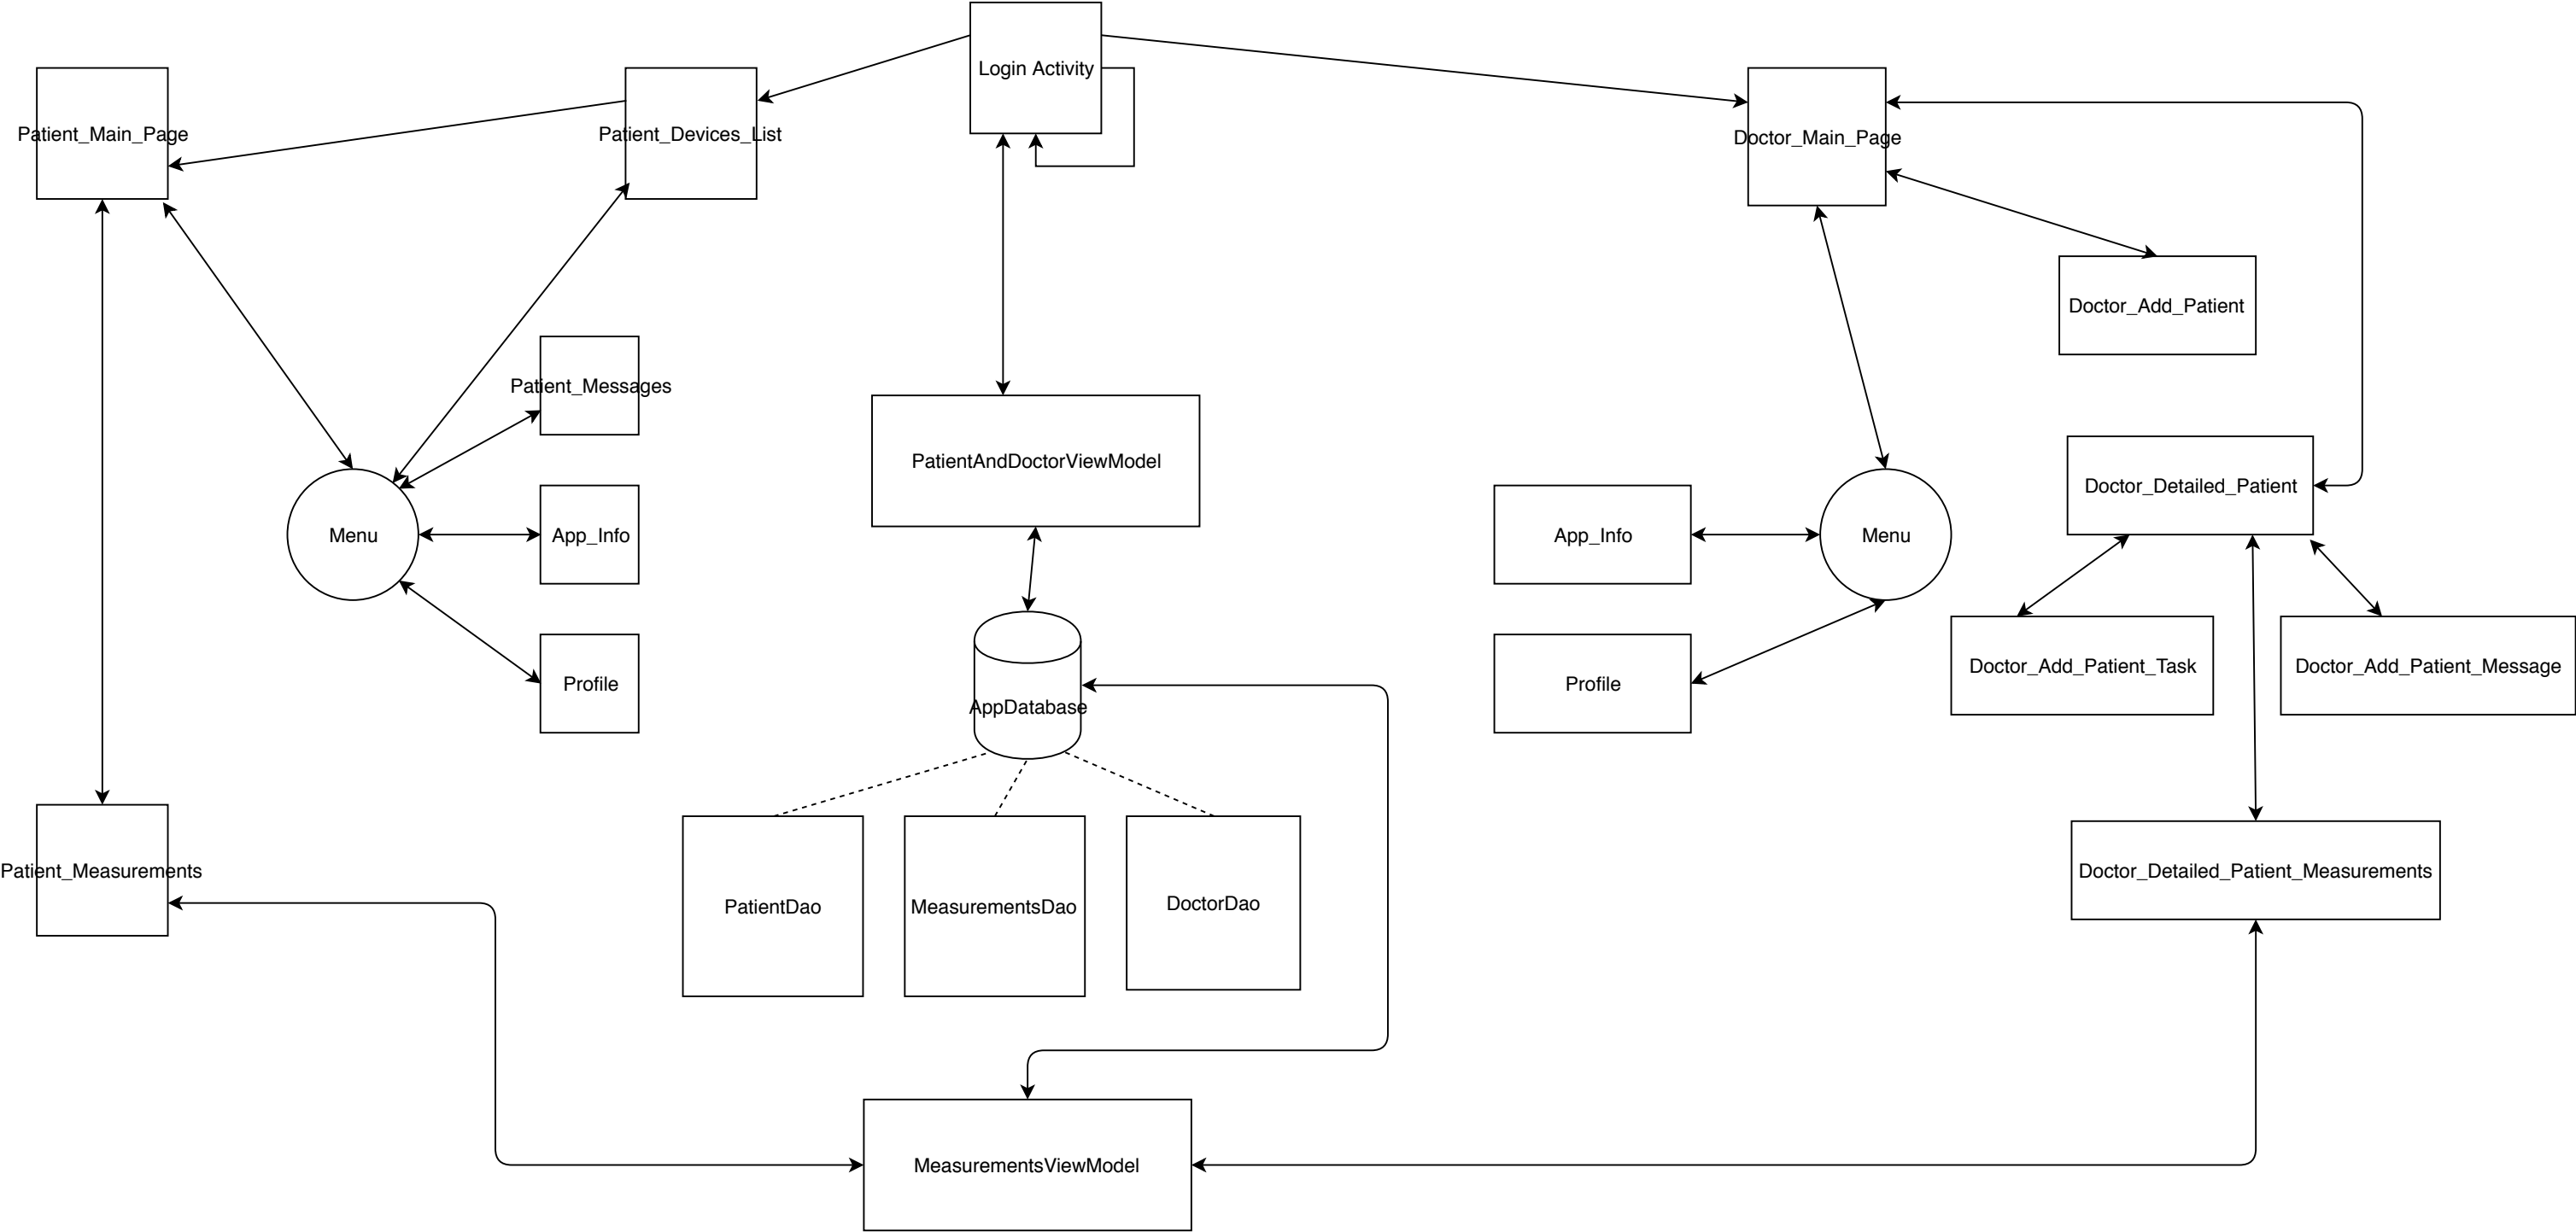 Login Activity
Patient_Main_Page
Patient_Devices_List
Doctor_Main_Page
Doctor_Add_Patient
Patient_Messages
PatientAndDoctorViewModel
Doctor_Detailed_Patient
Menu
App_Info
App_Info
Menu
Profile
Profile
Doctor_Add_Patient_Task
Doctor_Add_Patient_Message
AppDatabase
Patient_Measurements
PatientDao
MeasurementsDao
DoctorDao
Doctor_Detailed_Patient_Measurements
MeasurementsViewModel